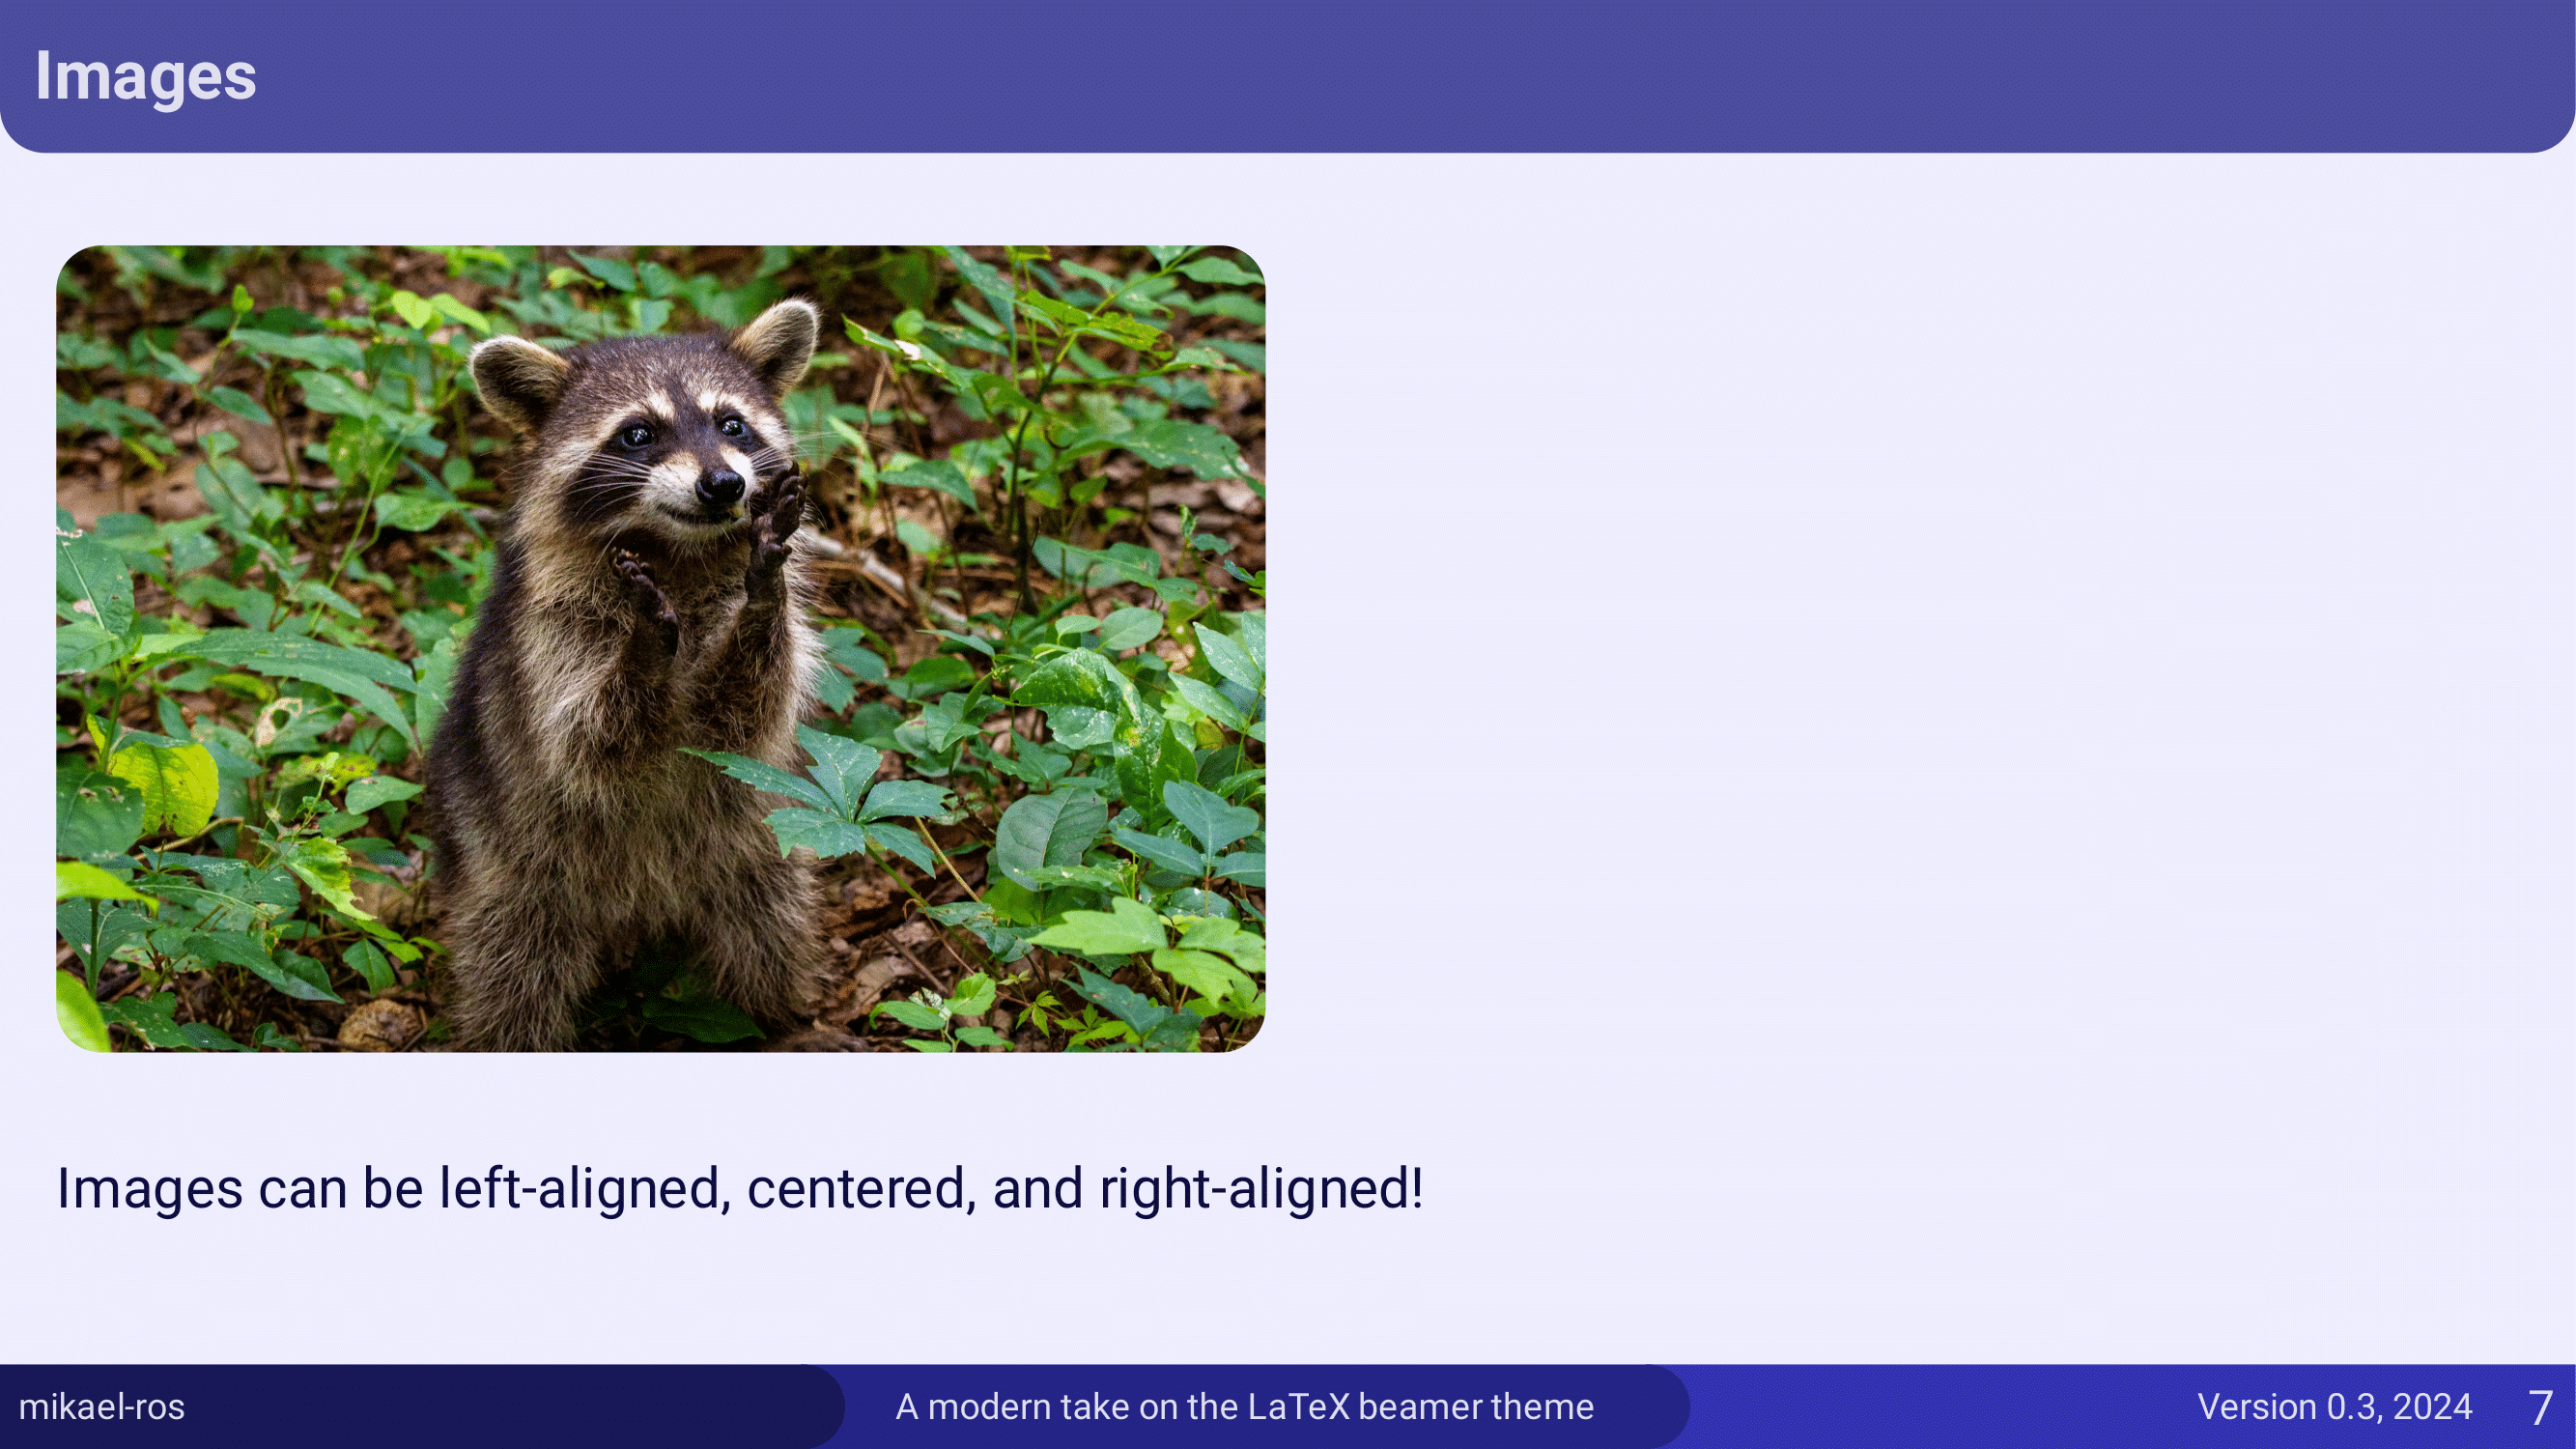 Images
Images can be left-aligned, centered, and right-aligned!
mikael-ros
A modern take on the LaTeX beamer theme
Version 0.3, 2024
7